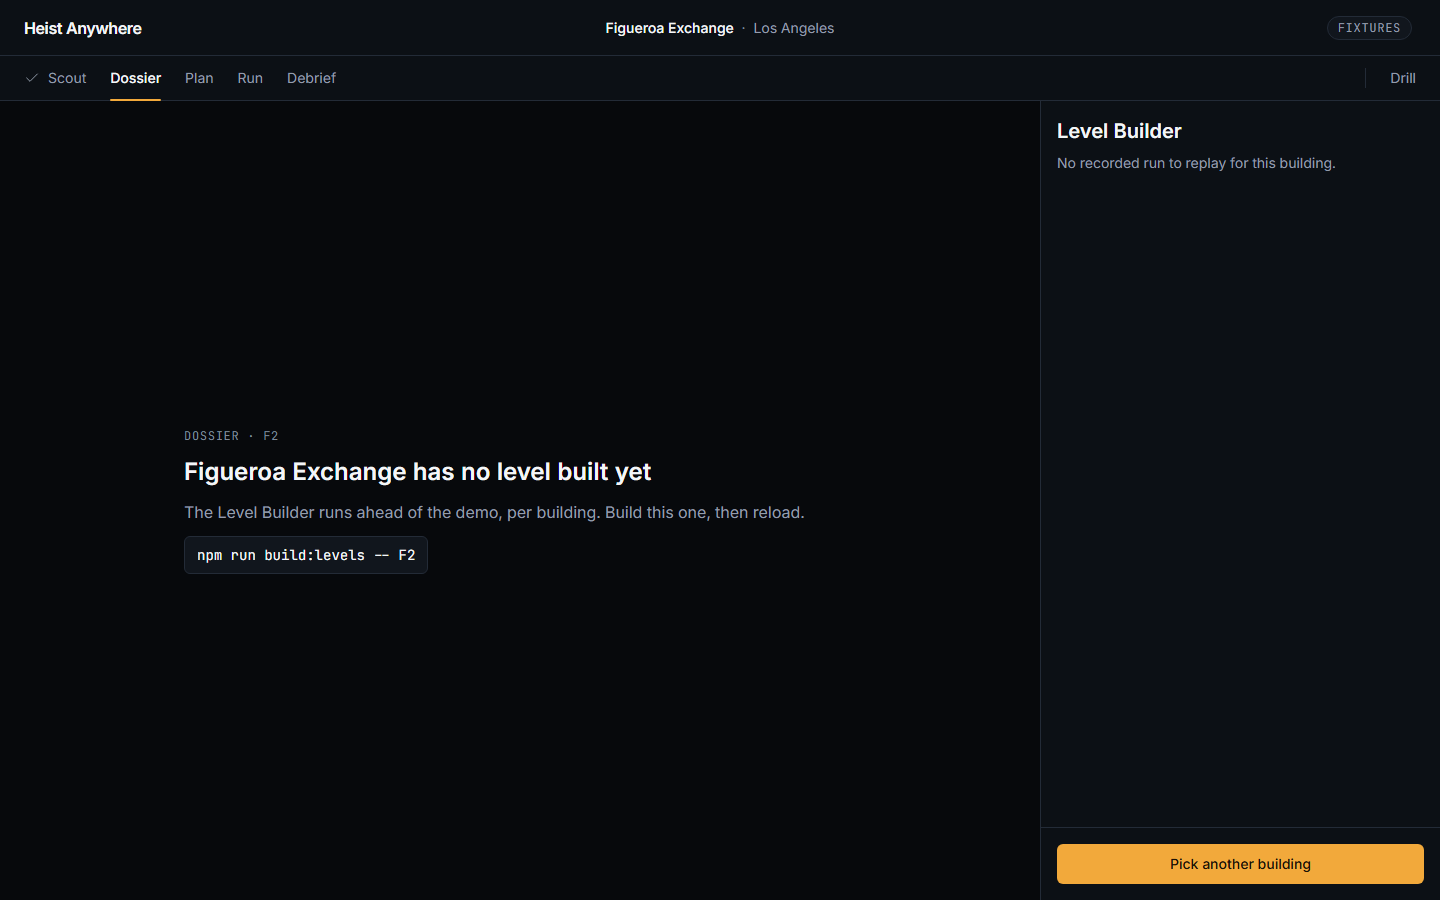 Heist Anywhere
Figueroa Exchange · Los Angeles
FIXTURES
Scout
Dossier
Plan
Run
Debrief
Drill
DOSSIER · F2
Figueroa Exchange has no level built yet
The Level Builder runs ahead of the demo, per building. Build this one, then reload.
npm run build:levels -- F2
Level Builder
No recorded run to replay for this building.
Pick another building